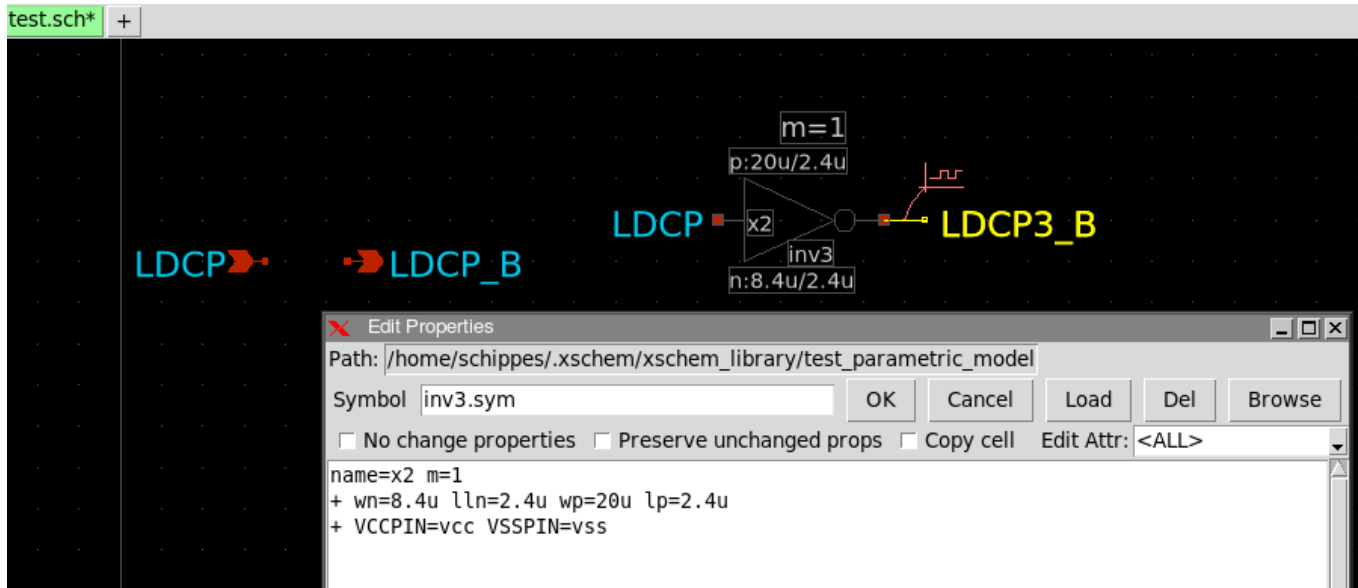 test.sch* +
m=1
p:20u/2.4u
LDCP x2 LDCP3_B
inv3
LDCP LDCP_B
n:8.4u/2.4u
Edit Properties
Path: /home/schippes/.xschem/xschem_library/test_parametric_model
Symbol inv3.sym OK Cancel Load Del Browse
No change properties Preserve unchanged props Copy cell Edit Attr: <ALL>
name=x2 m=1
+ wn=8.4u lln=2.4u wp=20u lp=2.4u
+ VCCPIN=vcc VSSPIN=vss